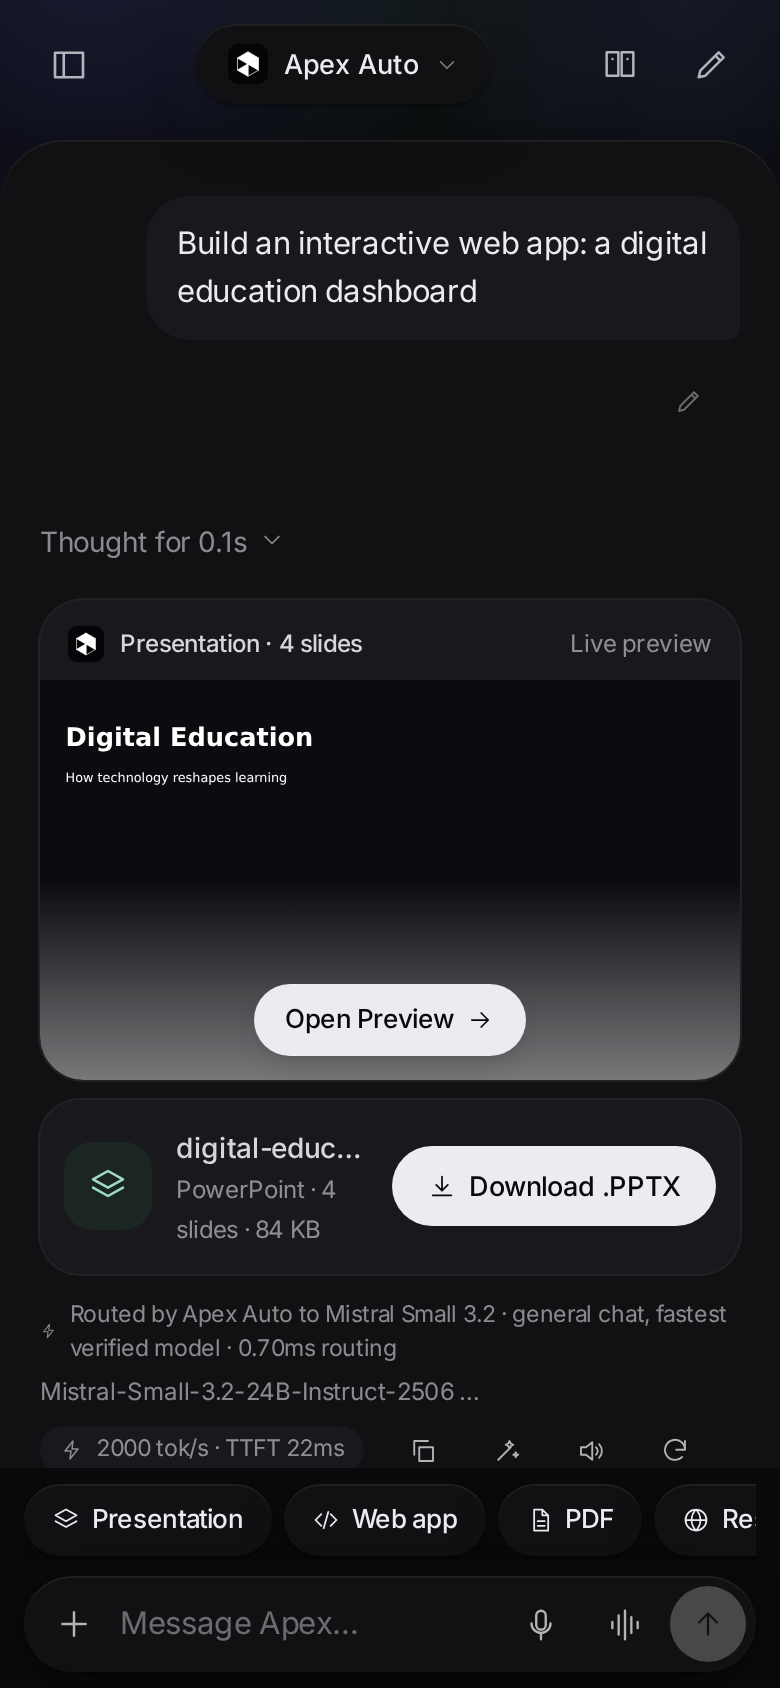 Apex Auto
Build an interactive web app: a digital
education dashboard
Thought for 0.1s
Presentation · 4 slides
Live preview
Digital Education
How technology reshapes learning
Open Preview
digital-educ...
PowerPoint · 4
slides · 84 KB
Download .PPTX
Routed by Apex Auto to Mistral Small 3.2 · general chat, fastest
verified model · 0.70ms routing
Mistral-Small-3.2-24B-Instruct-2506 ...
2000 tok/s · TTFT 22ms
Presentation
Web app
PDF
Re
Message Apex...